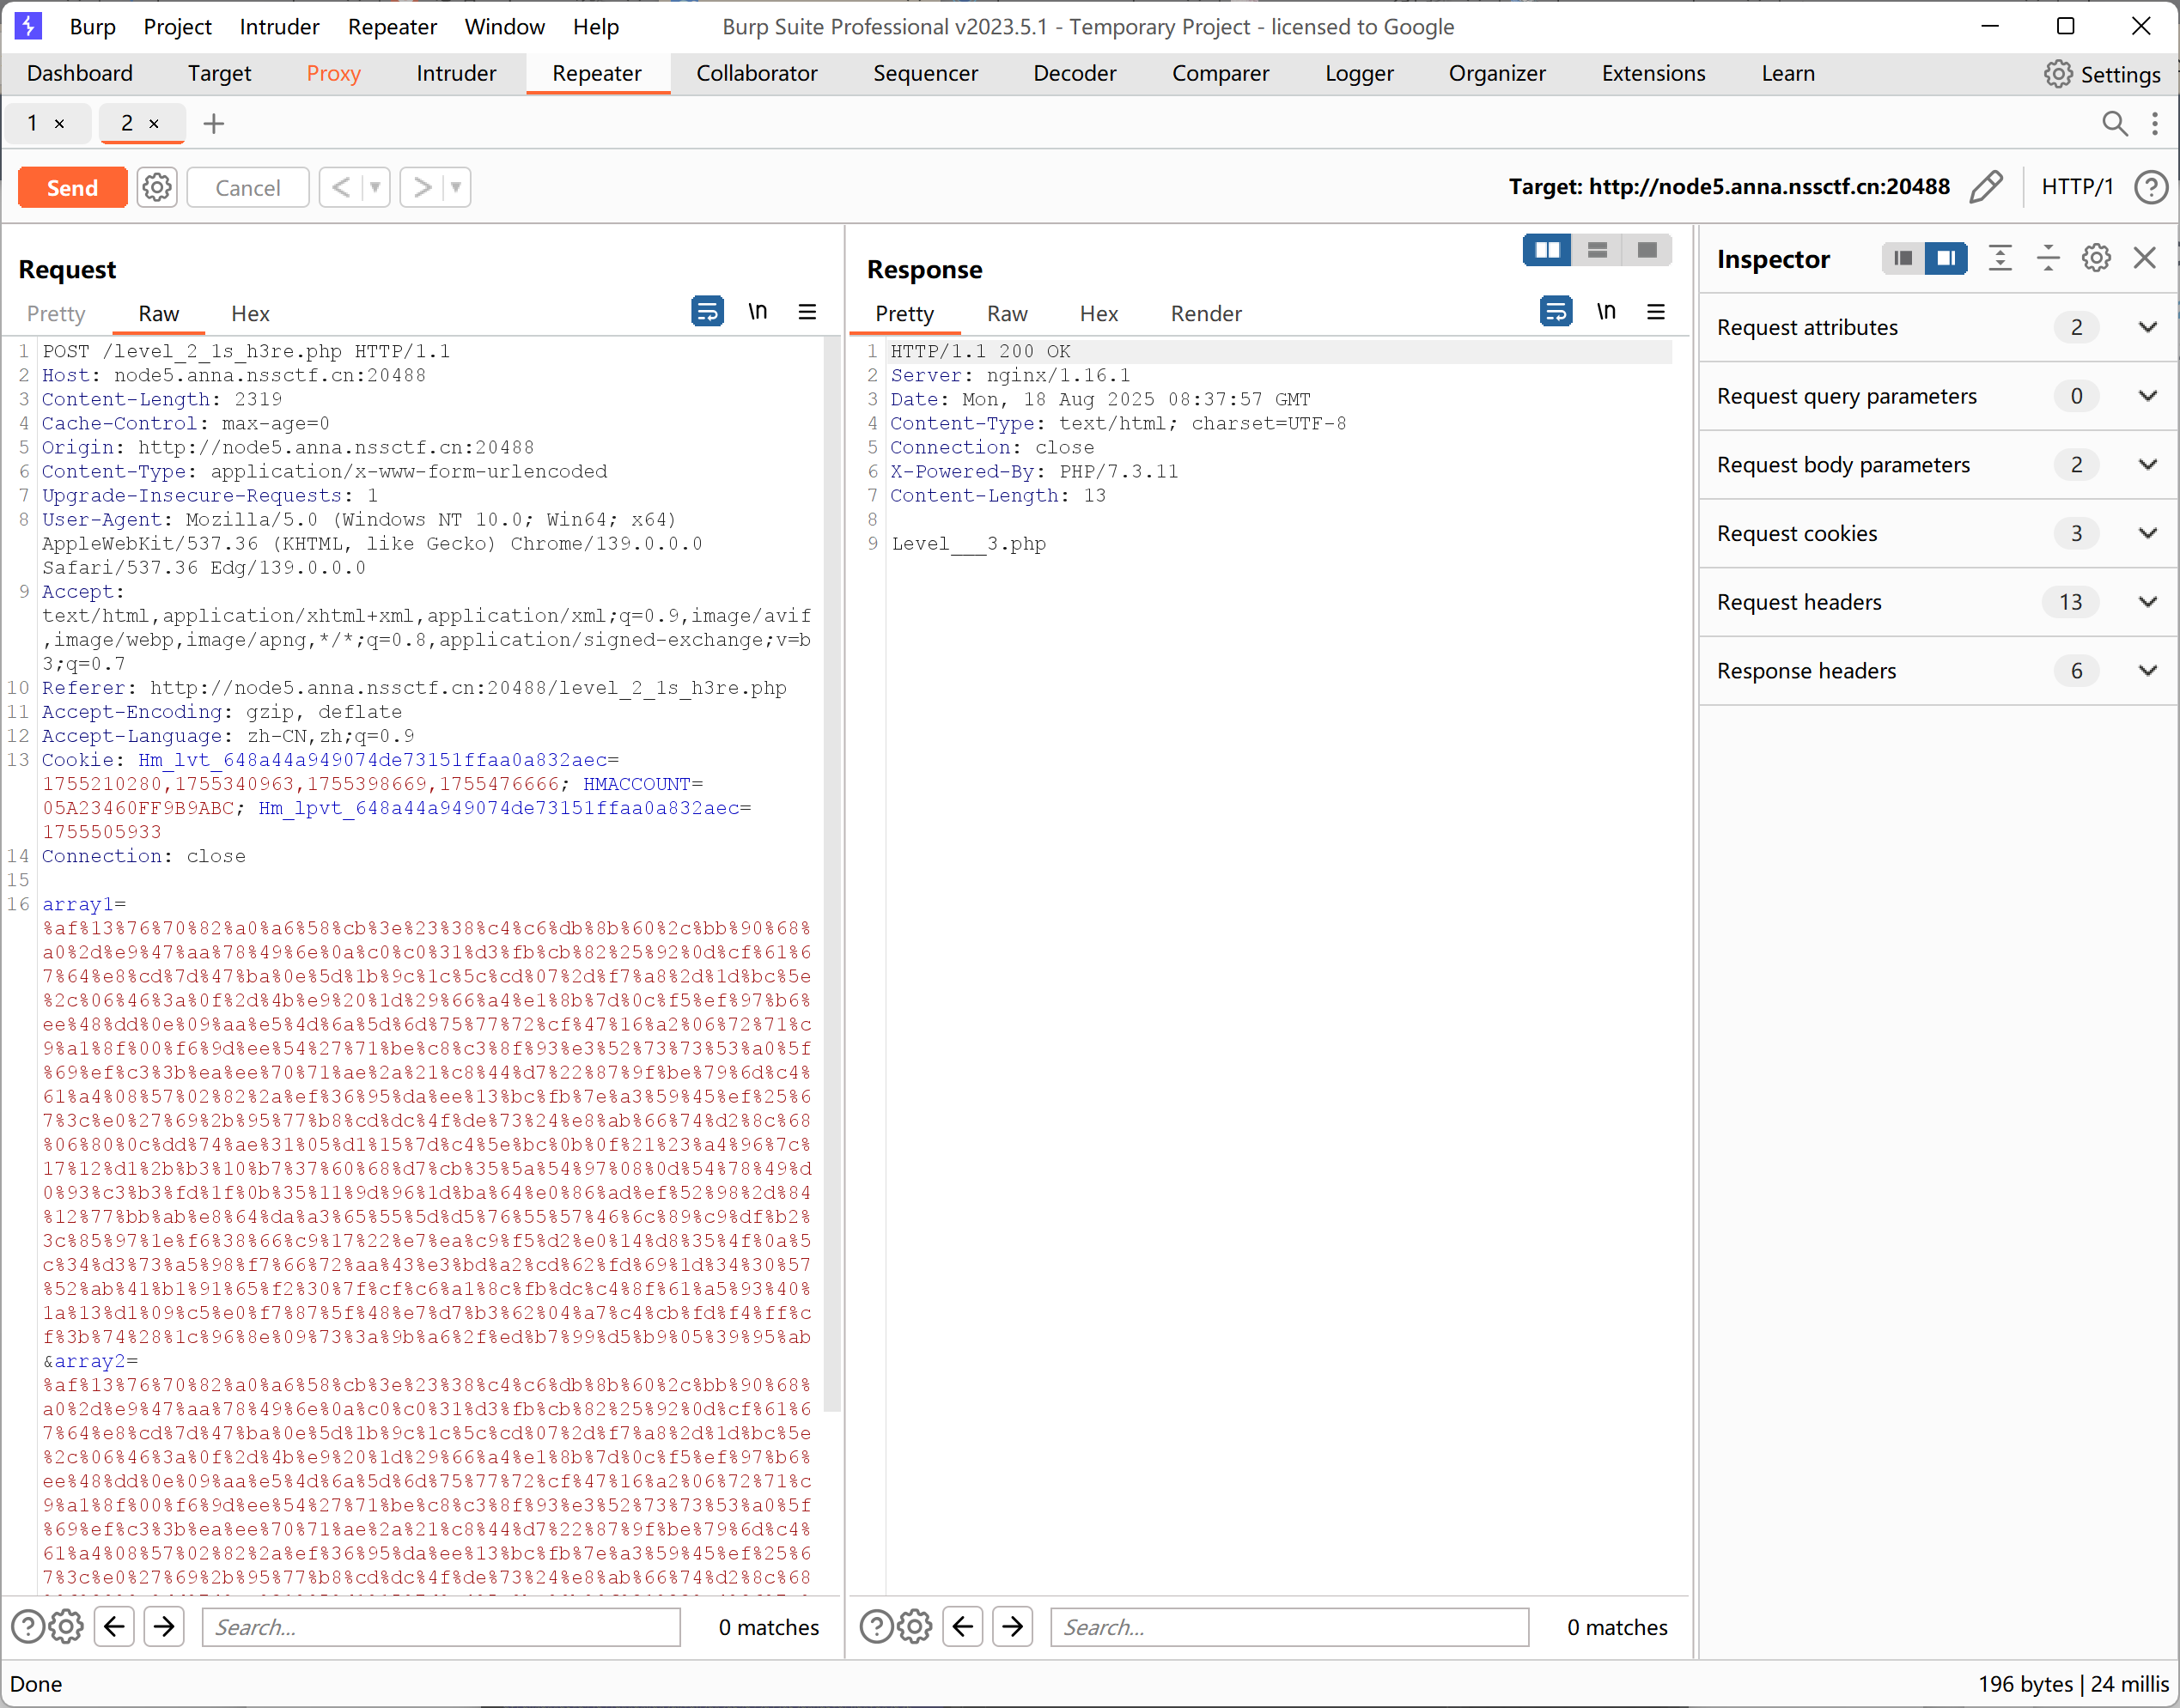 Burp Project Intruder Repeater Window Help Burp Suite Professional v2023.5.1 - Temporary Project - licensed to Google
Dashboard Target Proxy Intruder Repeater Collaborator Sequencer Decoder Comparer Logger Organizer Extensions Learn Settings
1 × 2 × +
Send Cancel < > Target: http://node5.anna.nssctf.cn:20488 HTTP/1
Request
Pretty Raw Hex \n
1 POST /level_2_1s_h3re.php HTTP/1.1
2 Host: node5.anna.nssctf.cn:20488
3 Content-Length: 2319
4 Cache-Control: max-age=0
5 Origin: http://node5.anna.nssctf.cn:20488
6 Content-Type: application/x-www-form-urlencoded
7 Upgrade-Insecure-Requests: 1
8 User-Agent: Mozilla/5.0 (Windows NT 10.0; Win64; x64)
AppleWebKit/537.36 (KHTML, like Gecko) Chrome/139.0.0.0
Safari/537.36 Edg/139.0.0.0
9 Accept:
text/html,application/xhtml+xml,application/xml;q=0.9,image/avif
,image/webp,image/apng,*/*;q=0.8,application/signed-exchange;v=b
3;q=0.7
10 Referer: http://node5.anna.nssctf.cn:20488/level_2_1s_h3re.php
11 Accept-Encoding: gzip, deflate
12 Accept-Language: zh-CN,zh;q=0.9
13 Cookie: Hm_lvt_648a44a949074de73151ffaa0a832aec=
1755210280,1755340963,1755398669,1755476666; HMACCOUNT=
05A23460FF9B9ABC; Hm_lpvt_648a44a949074de73151ffaa0a832aec=
1755505933
14 Connection: close
15
16 array1=
%af%13%76%70%82%a0%a6%58%cb%3e%23%38%c4%c6%db%8b%60%2c%bb%90%68%
a0%2d%e9%47%aa%78%49%6e%0a%c0%c0%31%d3%fb%cb%82%25%92%0d%cf%61%6
7%64%e8%cd%7d%47%ba%0e%5d%1b%9c%1c%5c%cd%07%2d%f7%a8%2d%1d%bc%5e
%2c%06%46%3a%0f%2d%4b%e9%20%1d%29%66%a4%e1%8b%7d%0c%f5%ef%97%b6%
ee%48%dd%0e%09%aa%e5%4d%6a%5d%6d%75%77%72%cf%47%16%a2%06%72%71%c
9%a1%8f%00%f6%9d%ee%54%27%71%be%c8%c3%8f%93%e3%52%73%73%53%a0%5f
%69%ef%c3%3b%ea%ee%70%71%ae%2a%21%c8%44%d7%22%87%9f%be%79%6d%c4%
61%a4%08%57%02%82%2a%ef%36%95%da%ee%13%bc%fb%7e%a3%59%45%ef%25%6
7%3c%e0%27%69%2b%95%77%b8%cd%dc%4f%de%73%24%e8%ab%66%74%d2%8c%68
%06%80%0c%dd%74%ae%31%05%d1%15%7d%c4%5e%bc%0b%0f%21%23%a4%96%7c%
17%12%d1%2b%b3%10%b7%37%60%68%d7%cb%35%5a%54%97%08%0d%54%78%49%d
0%93%c3%b3%fd%1f%0b%35%11%9d%96%1d%ba%64%e0%86%ad%ef%52%98%2d%84
%12%77%bb%ab%e8%64%da%a3%65%55%5d%d5%76%55%57%46%6c%89%c9%df%b2%
3c%85%97%1e%f6%38%66%c9%17%22%e7%ea%c9%f5%d2%e0%14%d8%35%4f%0a%5
c%34%d3%73%a5%98%f7%66%72%aa%43%e3%bd%a2%cd%62%fd%69%1d%34%30%57
%52%ab%41%b1%91%65%f2%30%7f%cf%c6%a1%8c%fb%dc%c4%8f%61%a5%93%40%
1a%13%d1%09%c5%e0%f7%87%5f%48%e7%d7%b3%62%04%a7%c4%cb%fd%f4%ff%c
f%3b%74%28%1c%96%8e%09%73%3a%9b%a6%2f%ed%b7%99%d5%b9%05%39%95%ab
&array2=
%af%13%76%70%82%a0%a6%58%cb%3e%23%38%c4%c6%db%8b%60%2c%bb%90%68%
a0%2d%e9%47%aa%78%49%6e%0a%c0%c0%31%d3%fb%cb%82%25%92%0d%cf%61%6
7%64%e8%cd%7d%47%ba%0e%5d%1b%9c%1c%5c%cd%07%2d%f7%a8%2d%1d%bc%5e
%2c%06%46%3a%0f%2d%4b%e9%20%1d%29%66%a4%e1%8b%7d%0c%f5%ef%97%b6%
ee%48%dd%0e%09%aa%e5%4d%6a%5d%6d%75%77%72%cf%47%16%a2%06%72%71%c
9%a1%8f%00%f6%9d%ee%54%27%71%be%c8%c3%8f%93%e3%52%73%73%53%a0%5f
%69%ef%c3%3b%ea%ee%70%71%ae%2a%21%c8%44%d7%22%87%9f%be%79%6d%c4%
61%a4%08%57%02%82%2a%ef%36%95%da%ee%13%bc%fb%7e%a3%59%45%ef%25%6
7%3c%e0%27%69%2b%95%77%b8%cd%dc%4f%de%73%24%e8%ab%66%74%d2%8c%68
Search... 0 matches
Response
Pretty Raw Hex Render \n
1 HTTP/1.1 200 OK
2 Server: nginx/1.16.1
3 Date: Mon, 18 Aug 2025 08:37:57 GMT
4 Content-Type: text/html; charset=UTF-8
5 Connection: close
6 X-Powered-By: PHP/7.3.11
7 Content-Length: 13
8
9 Level___3.php
Search... 0 matches
Inspector
Request attributes 2
Request query parameters 0
Request body parameters 2
Request cookies 3
Request headers 13
Response headers 6
Done 196 bytes | 24 millis